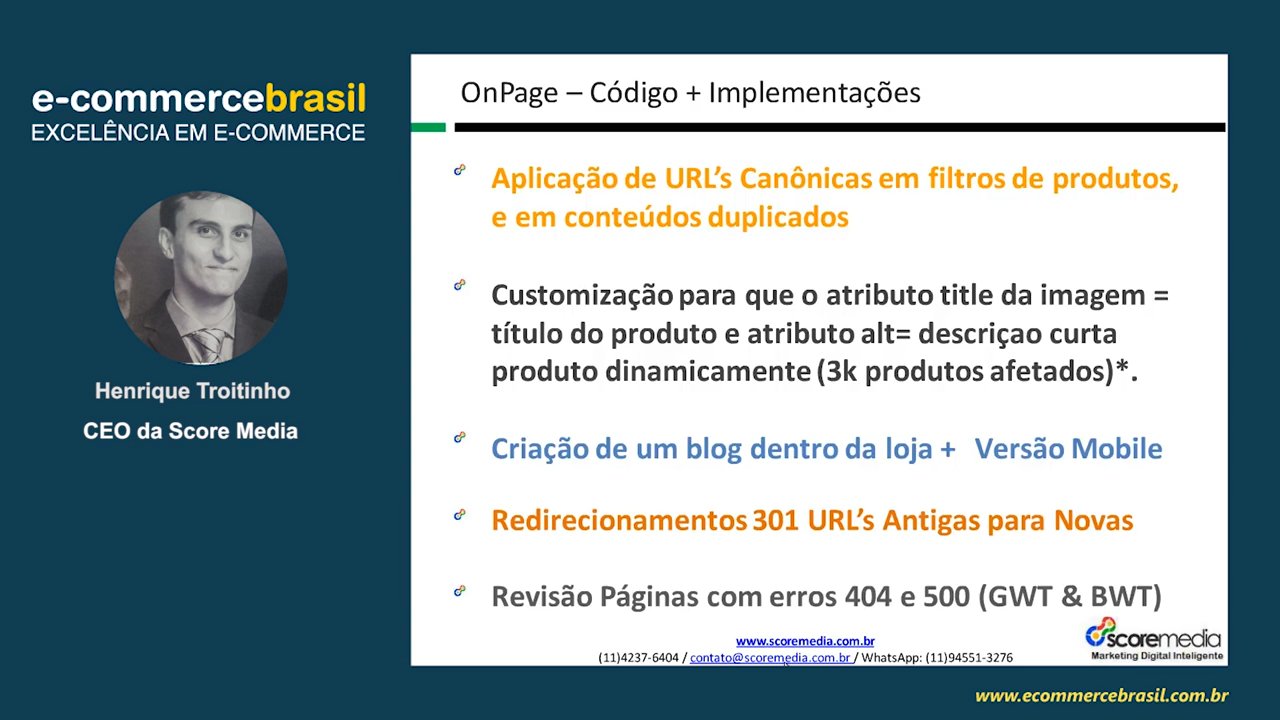 e-commercebrasil
EXCELÊNCIA EM E-COMMERCE
Henrique Troitinho
CEO da Score Media
OnPage – Código + Implementações
Aplicação de URL’s Canônicas em filtros de produtos,
e em conteúdos duplicados
Customização para que o atributo title da imagem =
título do produto e atributo alt= descriçao curta
produto dinamicamente (3k produtos afetados)*.
Criação de um blog dentro da loja + Versão Mobile
Redirecionamentos 301 URL’s Antigas para Novas
Revisão Páginas com erros 404 e 500 (GWT & BWT)
www.scoremedia.com.br
(11)4237-6404 / contato@scoremedia.com.br / WhatsApp: (11)94551-3276
scoremedia
Marketing Digital Inteligente
www.ecommercebrasil.com.br